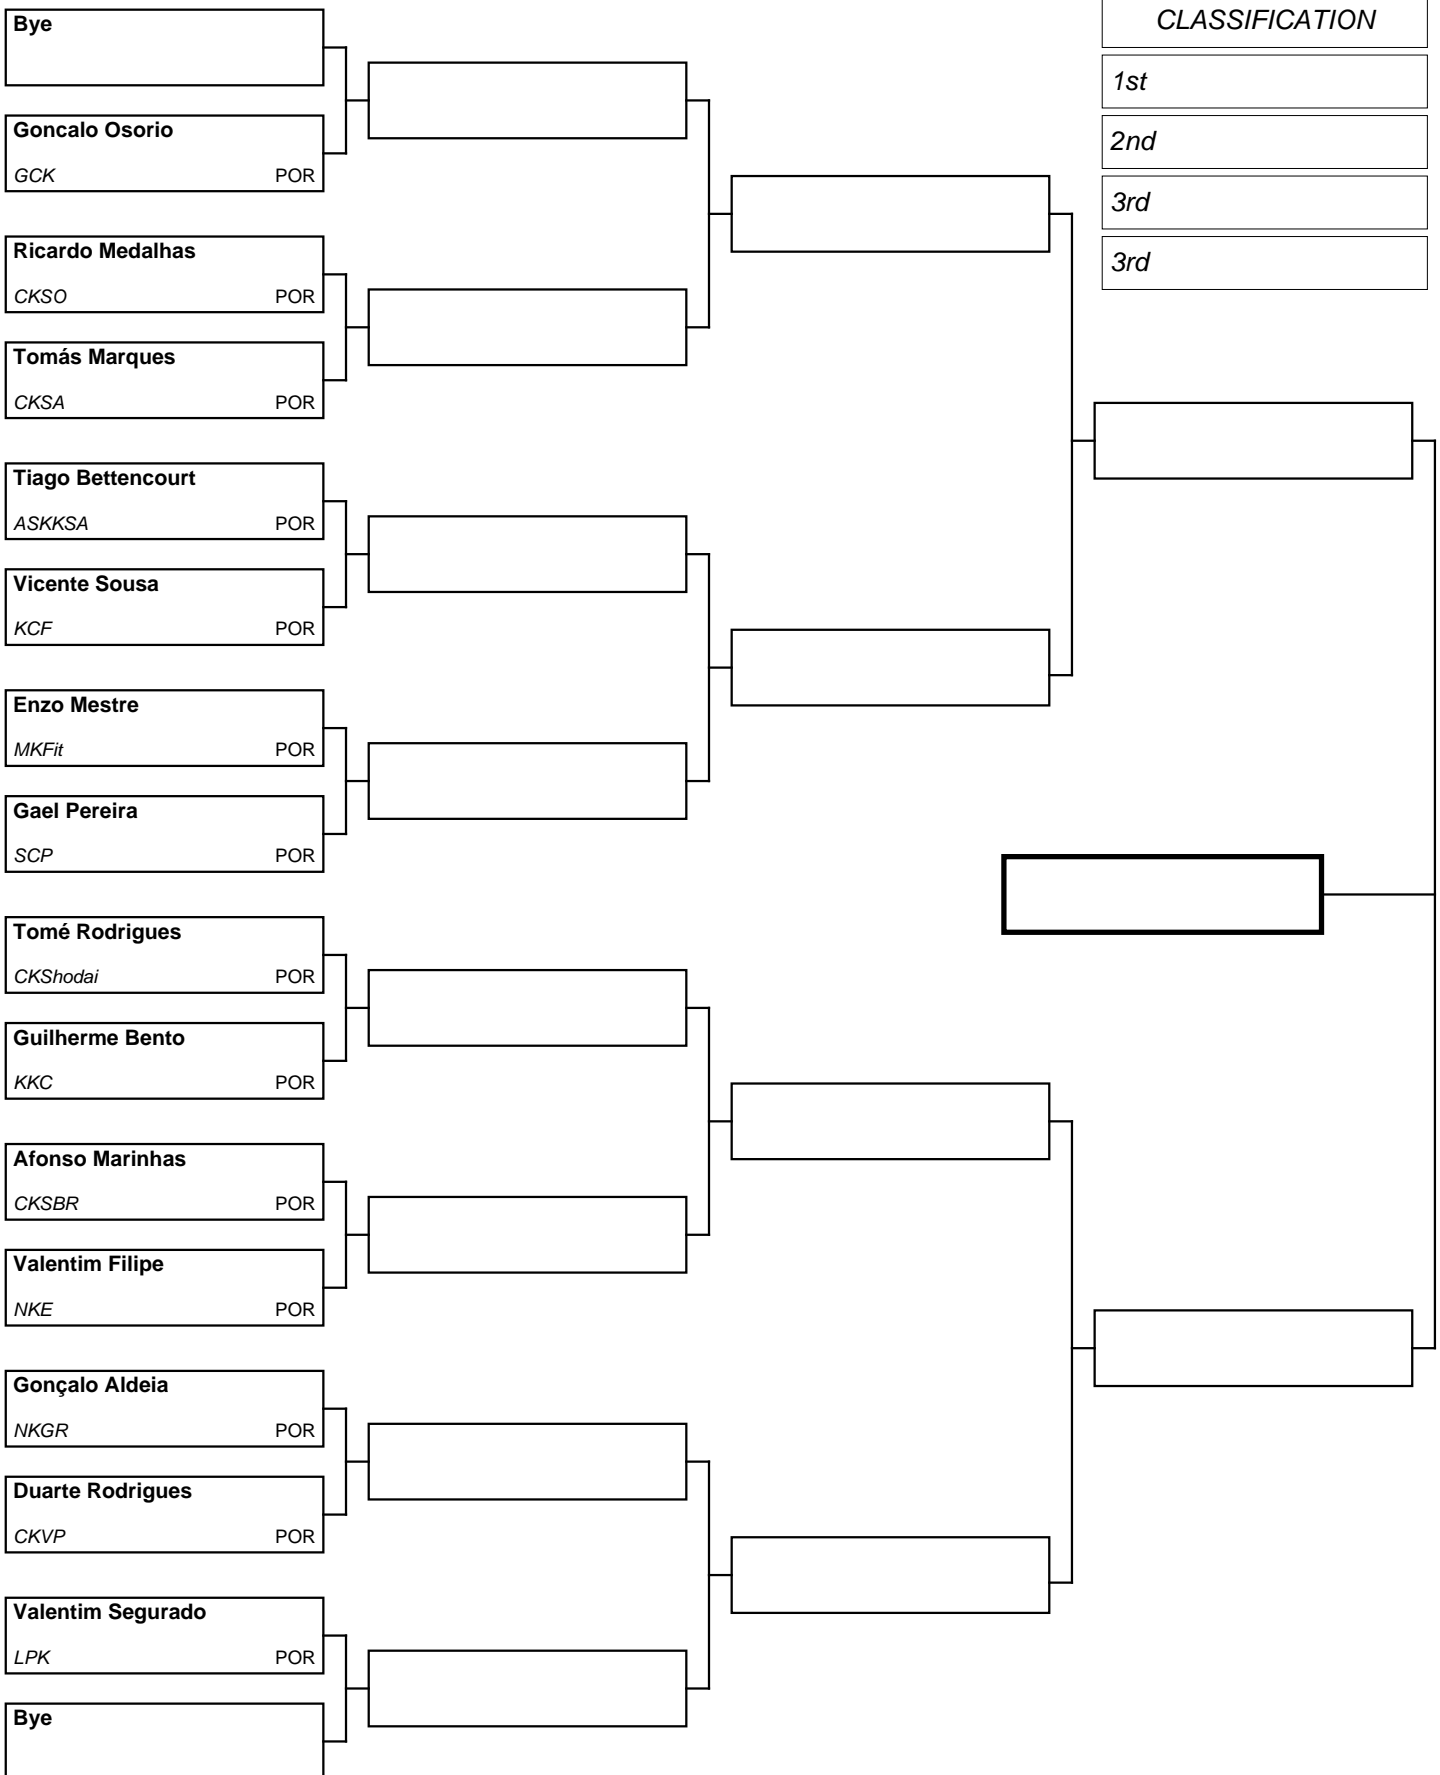 Bye
Goncalo Osorio
GCK POR
Ricardo Medalhas
CKSO POR
Tomás Marques
CKSA POR
Tiago Bettencourt
ASKKSA POR
Vicente Sousa
KCF POR
Enzo Mestre
MKFit POR
Gael Pereira
SCP POR
Tomé Rodrigues
CKShodai POR
Guilherme Bento
KKC POR
Afonso Marinhas
CKSBR POR
Valentim Filipe
NKE POR
Gonçalo Aldeia
NKGR POR
Duarte Rodrigues
CKVP POR
Valentim Segurado
LPK POR
Bye
CLASSIFICATION
1st
2nd
3rd
3rd